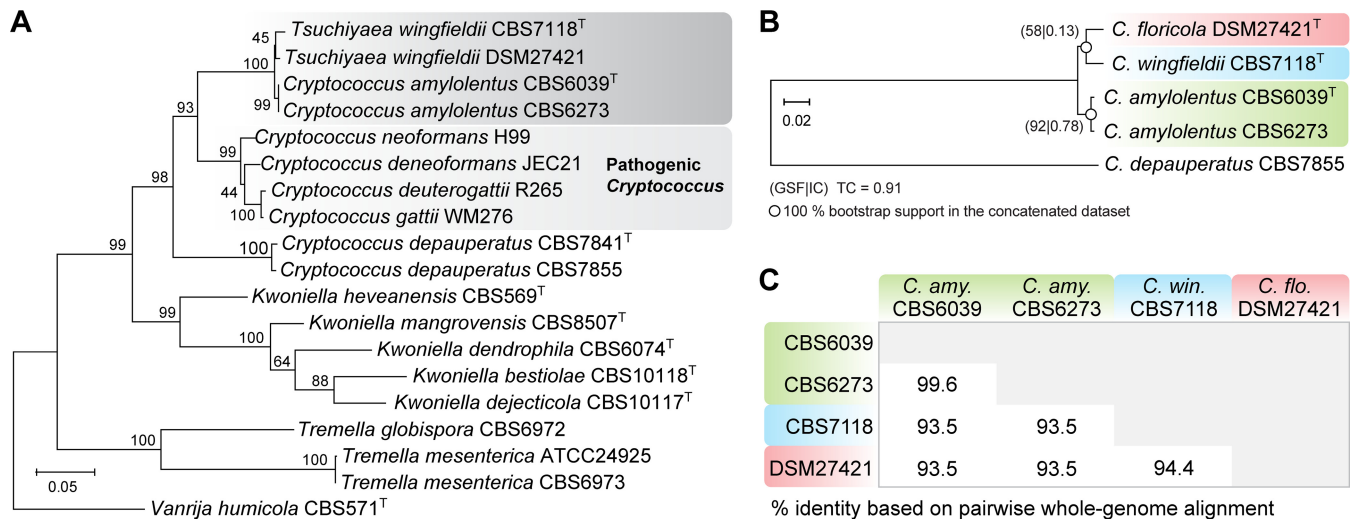 A
45
Tsuchiyaea wingfieldii CBS7118ᵀ
Tsuchiyaea wingfieldii DSM27421
100
Cryptococcus amylolentus CBS6039ᵀ
99
Cryptococcus amylolentus CBS6273
93
Cryptococcus neoformans H99
99
Cryptococcus deneoformans JEC21
Pathogenic
Cryptococcus
44
Cryptococcus deuterogattii R265
98
100
Cryptococcus gattii WM276
99
100
Cryptococcus depauperatus CBS7841ᵀ
Cryptococcus depauperatus CBS7855
Kwoniella heveanensis CBS569ᵀ
99
Kwoniella mangrovensis CBS8507ᵀ
100
Kwoniella dendrophila CBS6074ᵀ
64
Kwoniella bestiolae CBS10118ᵀ
88
Kwoniella dejecticola CBS10117ᵀ
Tremella globispora CBS6972
100
Tremella mesenterica ATCC24925
100
Tremella mesenterica CBS6973
0.05
Vanrija humicola CBS571ᵀ
B
(58|0.13)
C. floricola DSM27421ᵀ
C. wingfieldii CBS7118ᵀ
C. amylolentus CBS6039ᵀ
0.02
(92|0.78)
C. amylolentus CBS6273
C. depauperatus CBS7855
(GSF|IC) TC = 0.91
100 % bootstrap support in the concatenated dataset
C
C. amy. C. amy. C. win. C. flo.
CBS6039 CBS6273 CBS7118 DSM27421
CBS6039
CBS6273 99.6
CBS7118 93.5 93.5
DSM27421 93.5 93.5 94.4
% identity based on pairwise whole-genome alignment